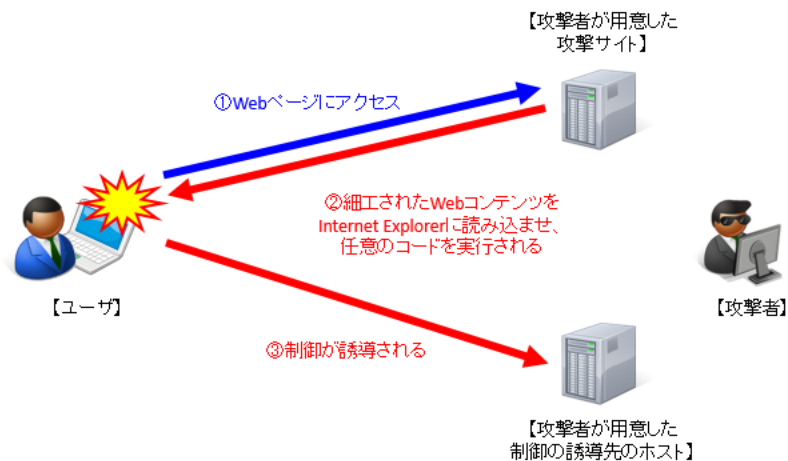 【攻撃者が用意した
攻撃サイト】
①Webページにアクセス
②細工されたWebコンテンツを
Internet Explorerに読み込ませ、
任意のコードを実行される
【ユーザ】
【攻撃者】
③制御が誘導される
【攻撃者が用意した
制御の誘導先のホスト】